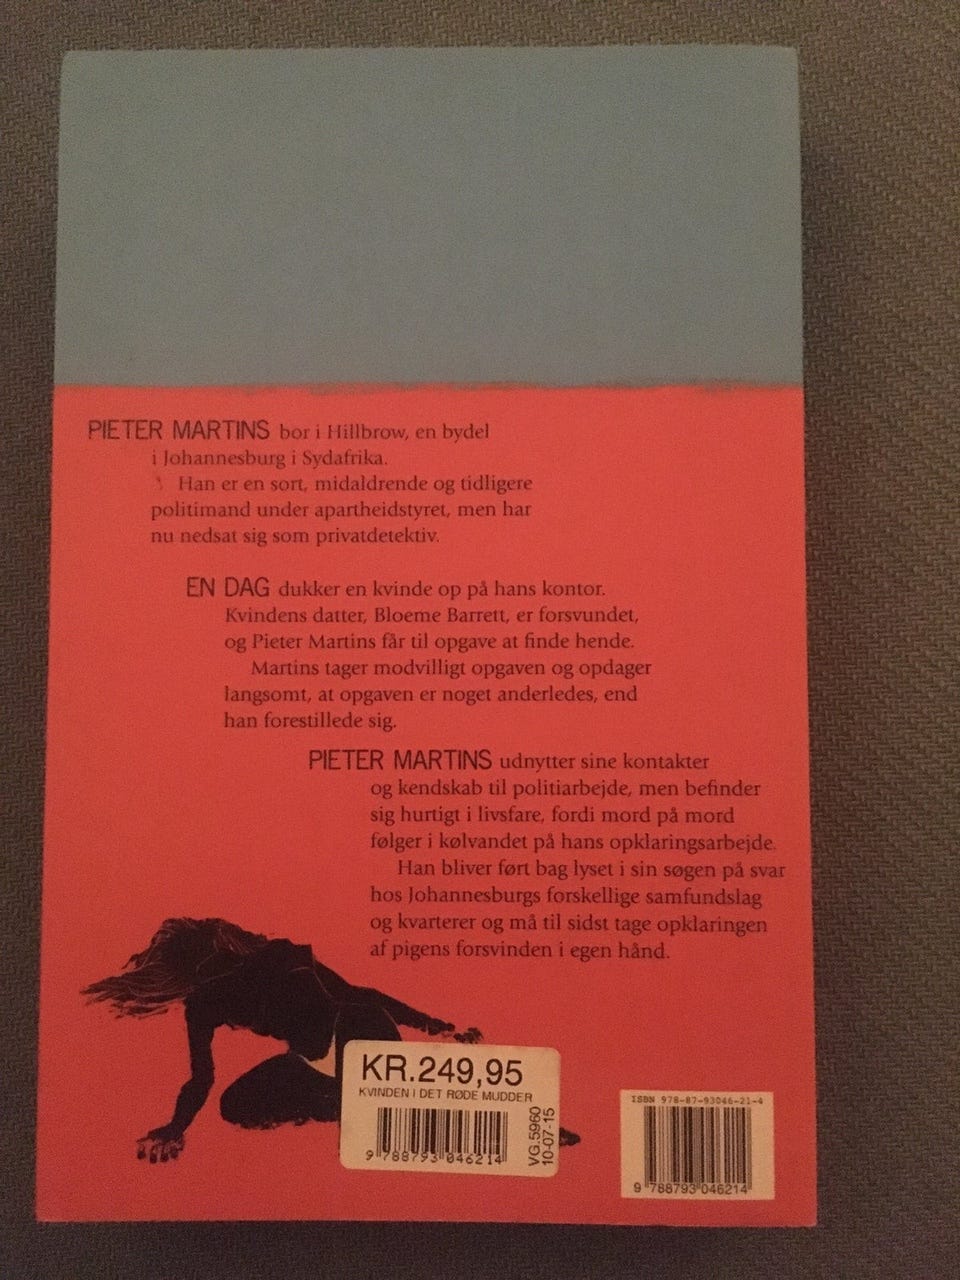 PIETER MARTINS bor i Hillbrow, en bydel
i Johannesburg i Sydafrika.
Han er en sort, midaldrende og tidligere
politimand under apartheidstyret, men har
nu nedsat sig som privatdetektiv.
EN DAG dukker en kvinde op på hans kontor.
Kvindens datter, Bloeme Barrett, er forsvundet,
og Pieter Martins får til opgave at finde hende.
Martins tager modvilligt opgaven og opdager
langsomt, at opgaven er noget anderledes, end
han forestillede sig.
PIETER MARTINS udnytter sine kontakter
og kendskab til politiarbejde, men befinder
sig hurtigt i livsfare, fordi mord på mord
følger i kølvandet på hans opklaringsarbejde.
Han bliver ført bag lyset i sin søgen på svar
hos Johannesburgs forskellige samfundslag
og kvarterer og må til sidst tage opklaringen
af pigens forsvinden i egen hånd.
KR.249,95
KVINDEN I DET RØDE MUDDER
9 788793 046214
VG.5960
10-07-15
ISBN 978-87-93046-21-4
9 788793 046214